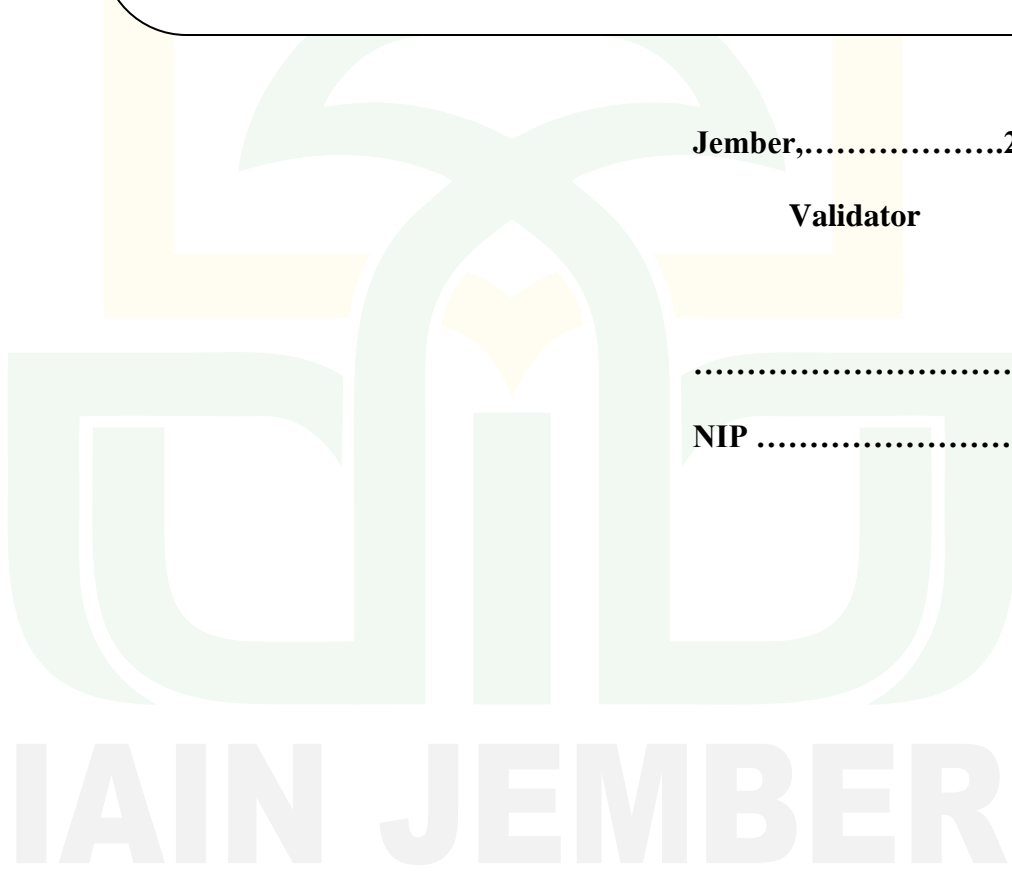 Jember,……………….2
Validator
……………………………
NIP ……………………
IAIN JEMBER